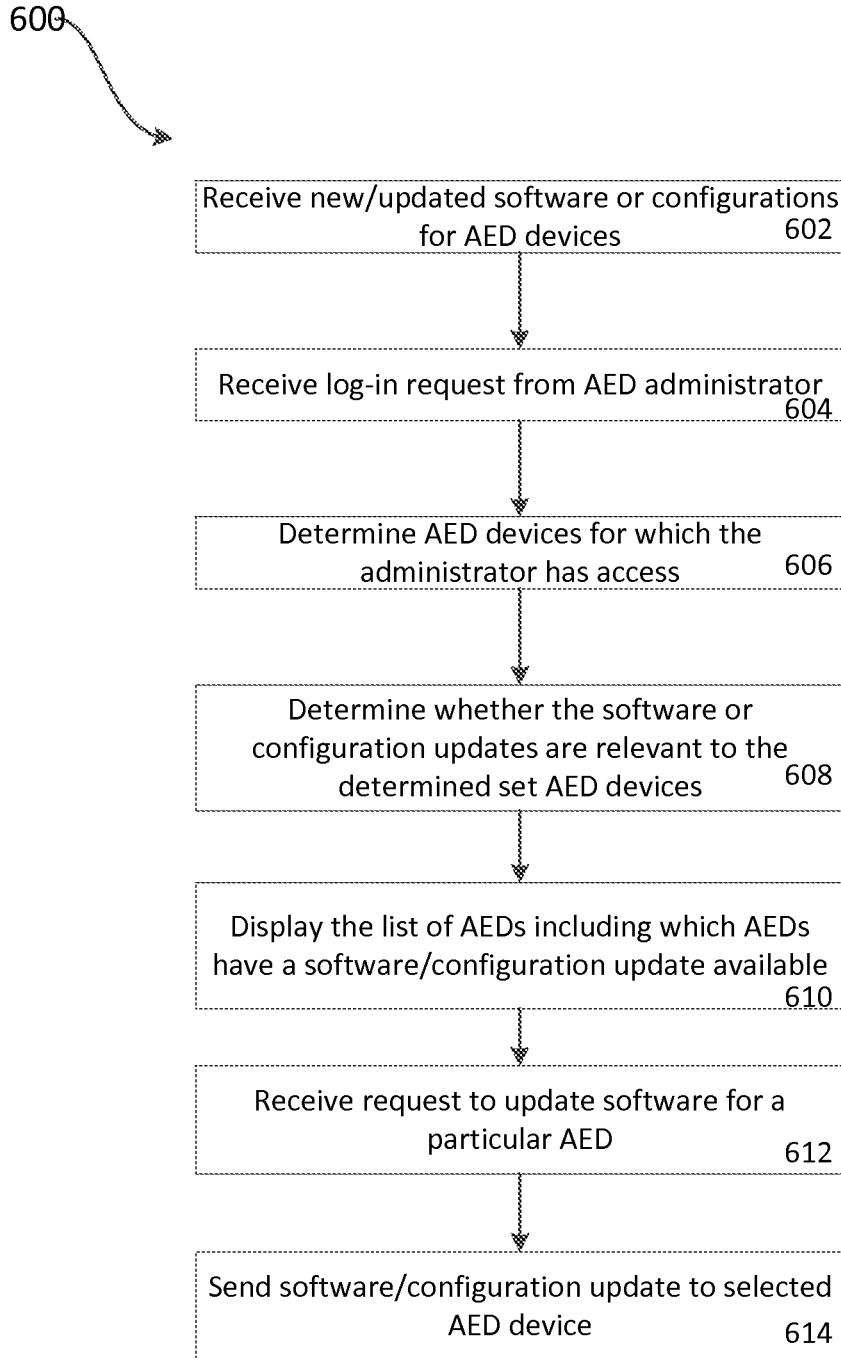 600
Receive new/updated software or configurations
for AED devices
602
Receive log-in request from AED administrator
604
Determine AED devices for which the
administrator has access
606
Determine whether the software or
configuration updates are relevant to the
determined set AED devices
608
Display the list of AEDs including which AEDs
have a software/configuration update available
610
Receive request to update software for a
particular AED
612
Send software/configuration update to selected
AED device
614